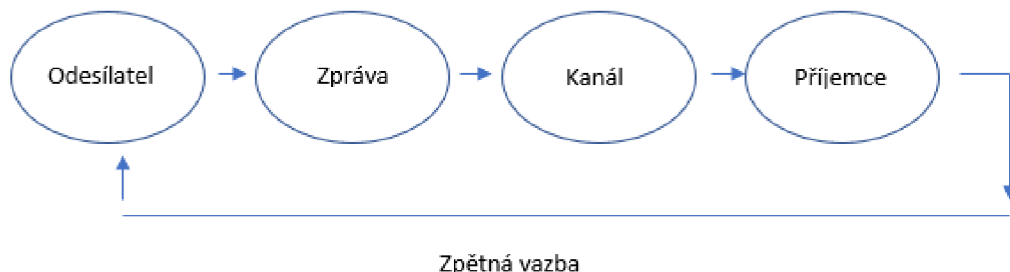 Odesílatel
Zpráva
Kanál
Příjemce
Zpětná vazba